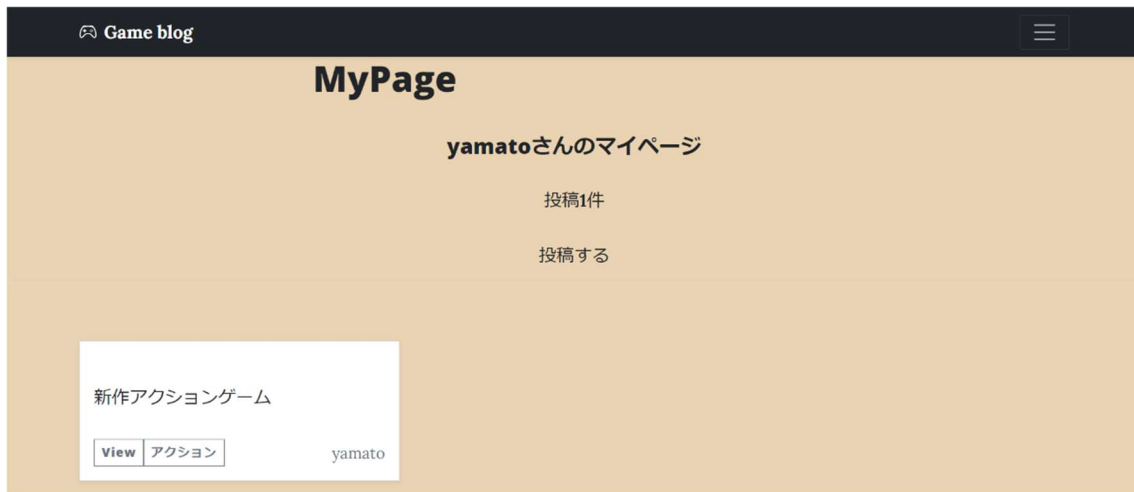 Game blog
MyPage
yamatoさんのマイページ
投稿1件
投稿する
新作アクションゲーム
View アクション yamato